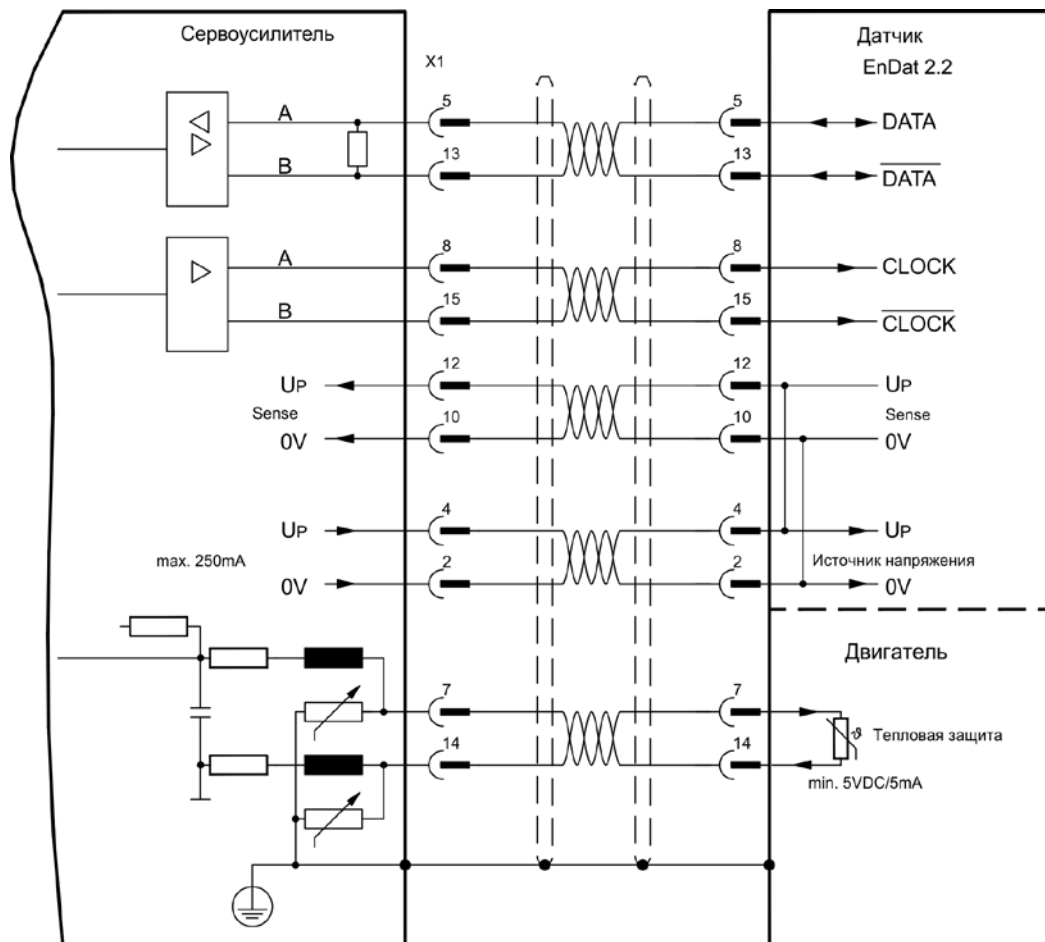 Сервоусилитель
X1
Датчик
EnDat 2.2
A
5
5
DATA
B
13
13
DATA
A
8
8
CLOCK
B
15
15
CLOCK
UP
12
12
UP
Sense
Sense
0V
10
10
0V
UP
4
4
UP
max. 250mA
Источник напряжения
0V
2
2
0V
Двигатель
7
7
ϑ Тепловая защита
14
14
min. 5VDC/5mA